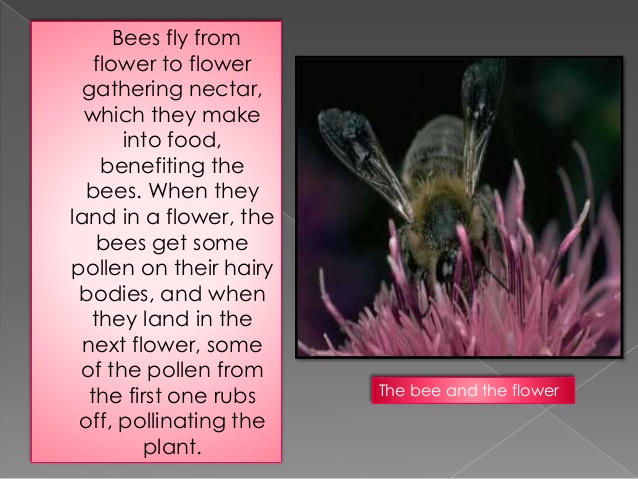 Bees fly from
flower to flower
gathering nectar,
which they make
into food,
benefiting the
bees. When they
land in a flower, the
bees get some
pollen on their hairy
bodies, and when
they land in the
next flower, some
of the pollen from
the first one rubs
off, pollinating the
plant.
The bee and the flower